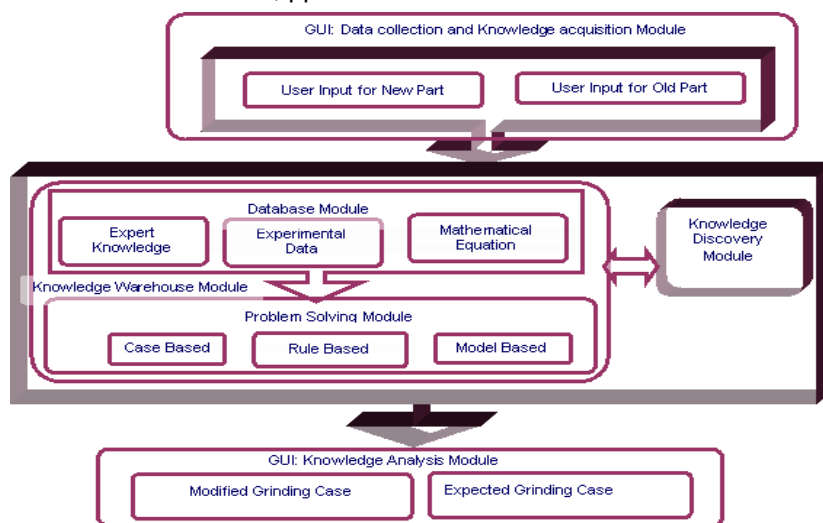 GUI: Data collection and Knowledge acquisition Module
User Input for New Part
User Input for Old Part
Database Module
Expert
Knowledge
Experimental
Data
Mathematical
Equation
Knowledge
Discovery
Module
Knowledge Warehouse Module
Problem Solving Module
Case Based
Rule Based
Model Based
GUI: Knowledge Analysis Module
Modified Grinding Case
Expected Grinding Case